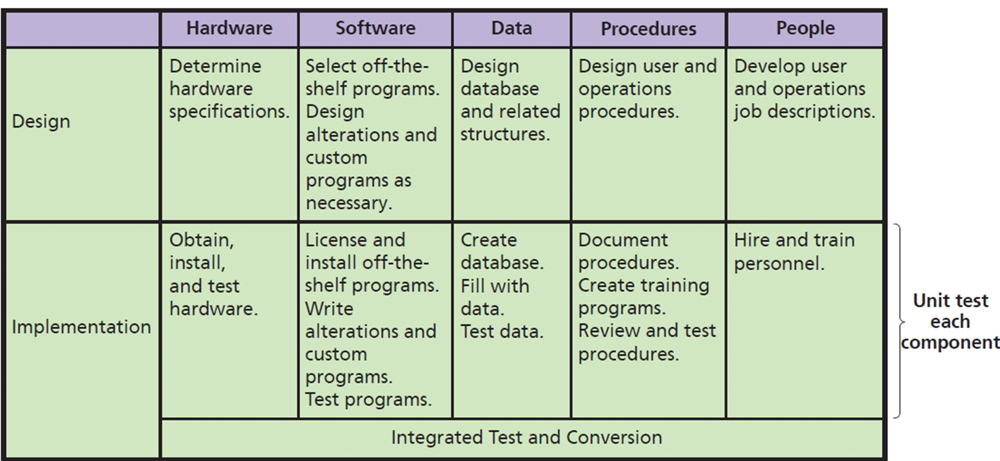 Hardware
Software
Data
Procedures
People
Design
Determine
hardware
specifications.
Select off-the-
shelf programs.
Design
alterations and
custom
programs as
necessary.
Design
database
and related
structures.
Design user and
operations
procedures.
Develop user
and operations
job descriptions.
Implementation
Obtain,
install,
and test
hardware.
License and
install off-the-
shelf programs.
Write
alterations and
custom
programs.
Test programs.
Create
database.
Fill with
data.
Test data.
Document
procedures.
Create training
programs.
Review and test
procedures.
Hire and train
personnel.
Unit test
each
component
Integrated Test and Conversion